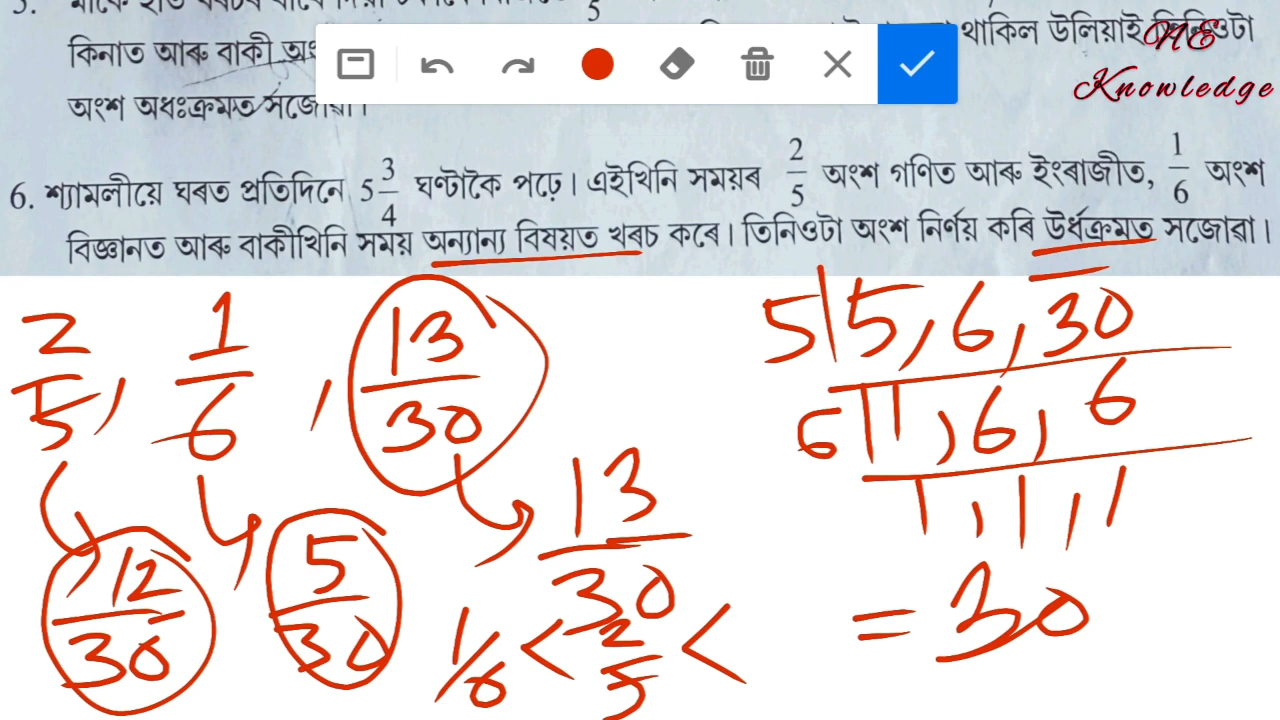 থাকিল উলিয়াই
কিনাত আৰু বাকী
NE Knowledge
অংশ অধঃক্ৰমত সজোৱা।
6. শ্যামলীয়ে ঘৰত প্ৰতিদিনে 5 3/4 ঘণ্টাকৈ পঢ়ে। এইখিনি সময়ৰ 2/5 অংশ গণিত আৰু ইংৰাজীত, 1/6 অংশ
বিজ্ঞানত আৰু বাকীখিনি সময় অন্যান্য বিষয়ত খৰচ কৰে। তিনিওটা অংশ নিৰ্ণয় কৰি উৰ্ধক্ৰমত সজোৱা।
2/5, 1/6, 13/30
12/30 5/30 13/30
1/6 < 2/5 <
5 | 5, 6, 30
6 | 1, 6, 6
1, 1, 1
= 30